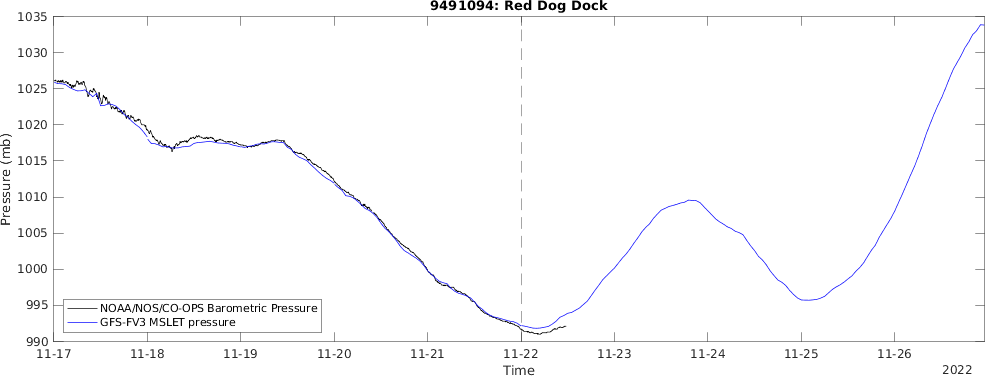 9491094: Red Dog Dock
Pressure (mb)
1035
1030
1025
1020
1015
1010
1005
1000
995
990
NOAA/NOS/CO-OPS Barometric Pressure
GFS-FV3 MSLET pressure
11-17 11-18 11-19 11-20 11-21 11-22 11-23 11-24 11-25 11-26
Time
2022